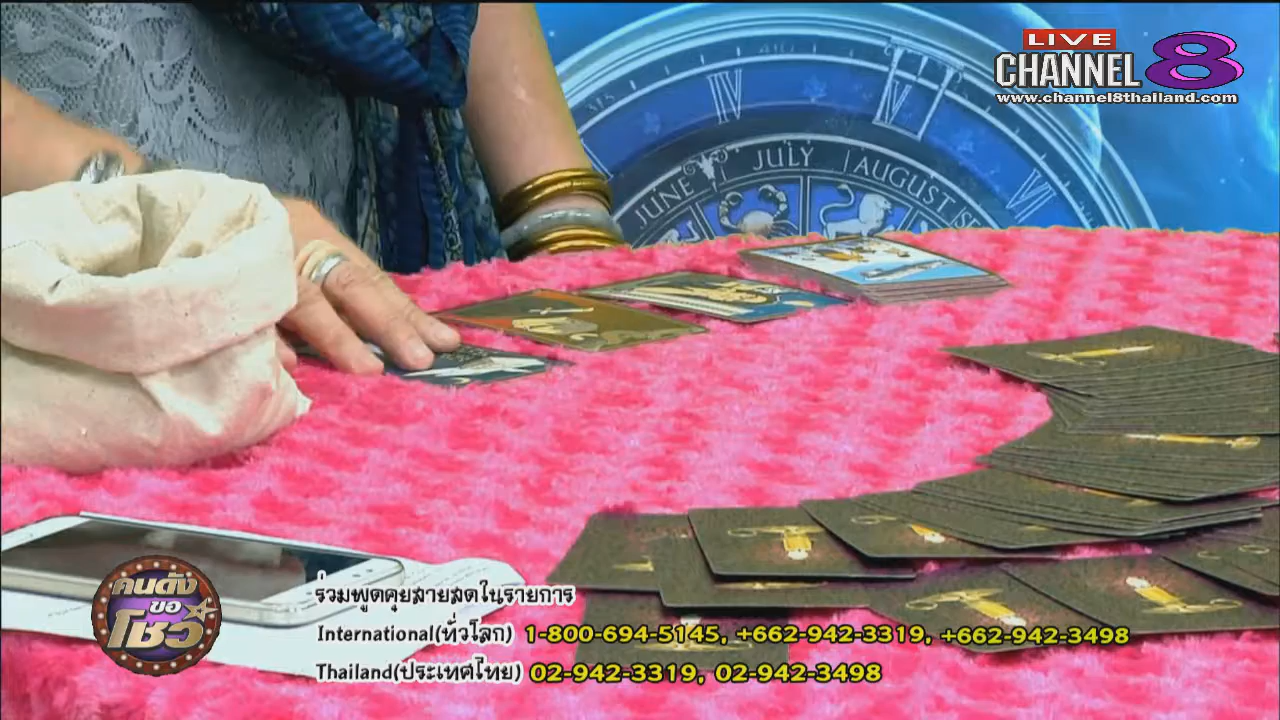 LIVE
CHANNEL 8
www.channel8thailand.com
IV
V
VI
JUNE JULY AUGUST
คนดัง
ขอ
โชว์
ร่วมพูดคุยสายสดในรายการ
International(ทั่วโลก) 1-800-694-5145, +662-942-3319, +662-942-3498
Thailand(ประเทศไทย) 02-942-3319, 02-942-3498